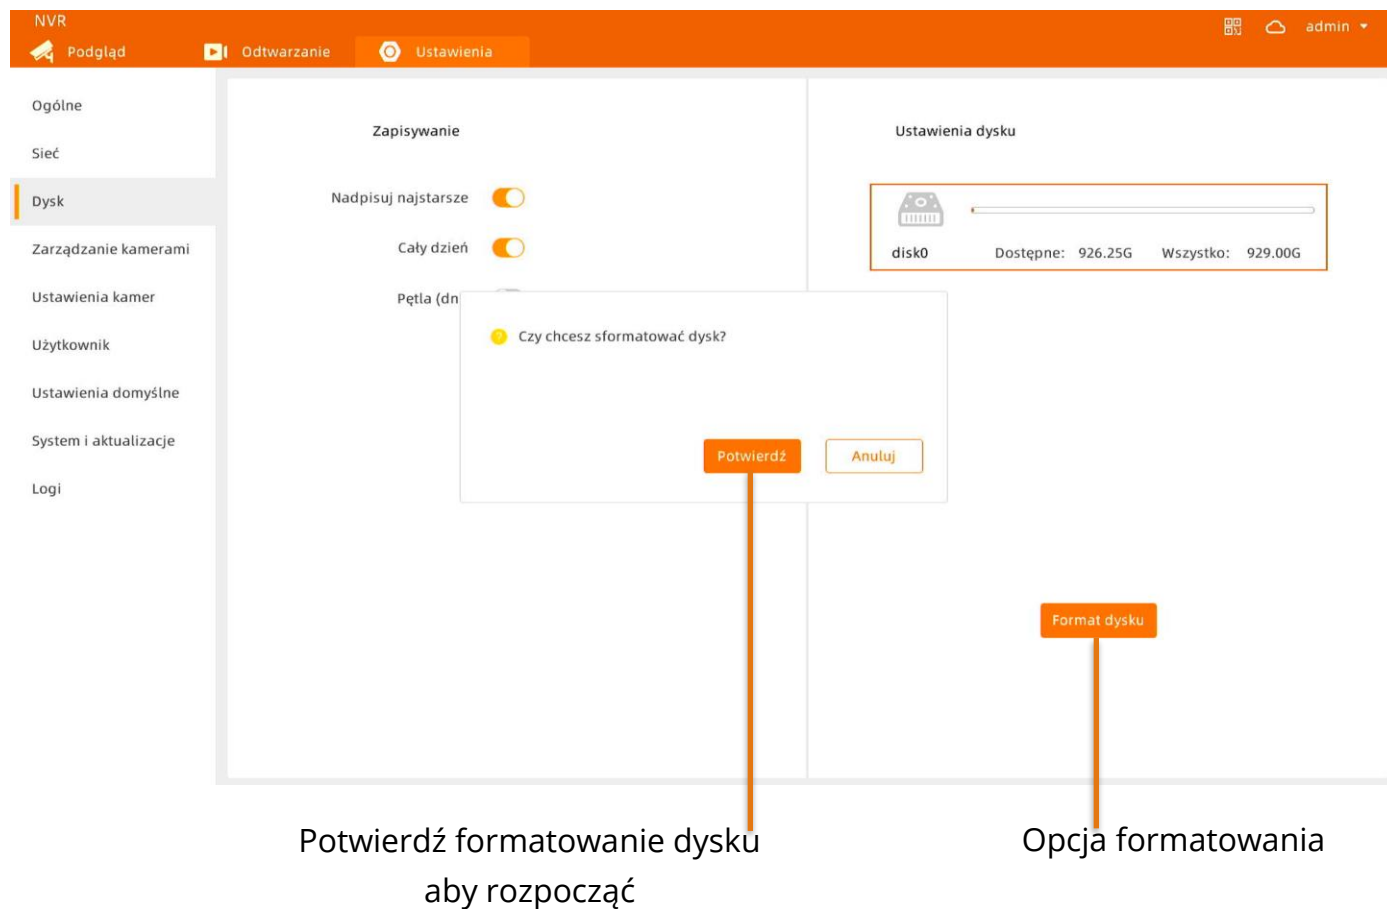 NVR
admin
Podgląd
Odtwarzanie
Ustawienia
Ogólne
Sieć
Dysk
Zarządzanie kamerami
Ustawienia kamer
Użytkownik
Ustawienia domyślne
System i aktualizacje
Logi
Zapisywanie
Nadpisuj najstarsze
Cały dzień
Pętla (dn
Ustawienia dysku
disk0 Dostępne: 926.25G Wszystko: 929.00G
? Czy chcesz sformatować dysk?
Potwierdź
Anuluj
Format dysku
Potwierdź formatowanie dysku
aby rozpocząć
Opcja formatowania